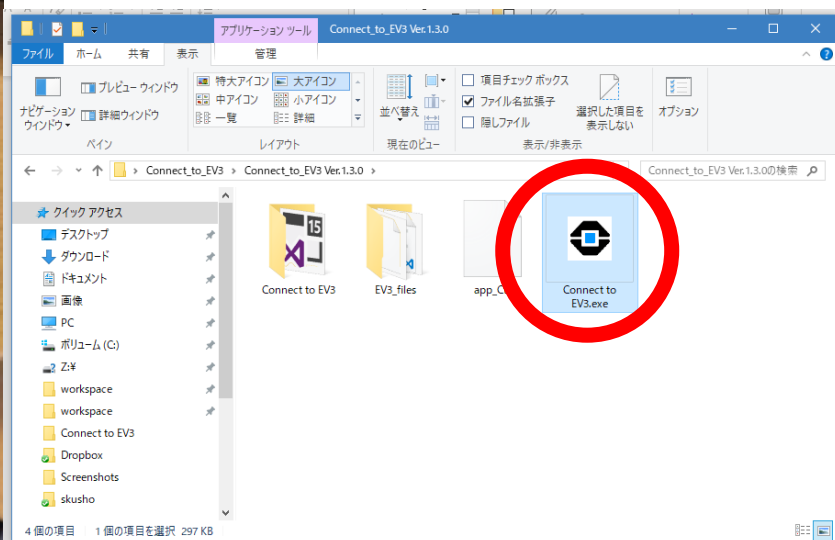 アプリケーション ツール
Connect_to_EV3 Ver.1.3.0
ファイル
ホーム
共有
表示
管理
ナビゲーション
ウィンドウ
プレビュー ウィンドウ
詳細ウィンドウ
ペイン
特大アイコン
大アイコン
中アイコン
小アイコン
一覧
詳細
レイアウト
並べ替え
現在のビュー
項目チェック ボックス
ファイル名拡張子
隠しファイル
選択した項目を
表示しない
表示/非表示
オプション
Connect_to_EV3
Connect_to_EV3 Ver.1.3.0
Connect_to_EV3 Ver.1.3.0の検索
クイック アクセス
デスクトップ
ダウンロード
ドキュメント
画像
PC
ボリューム (C:)
Z:¥
workspace
workspace
Connect to EV3
Dropbox
Screenshots
skusho
15
Connect to EV3
EV3_files
Connect to
EV3.exe
4 個の項目
1 個の項目を選択 297 KB